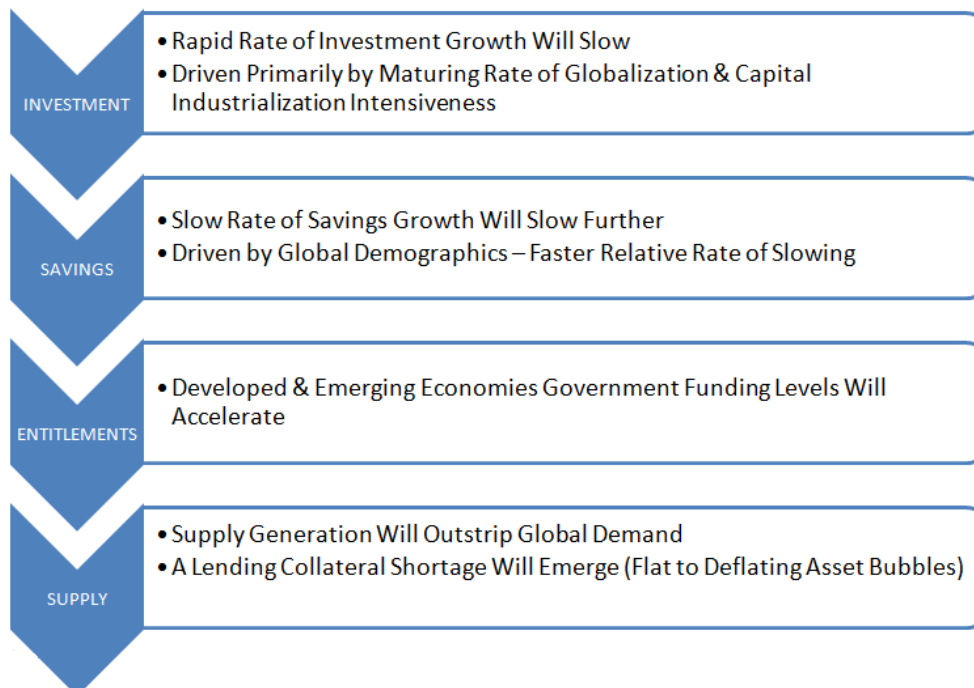 INVESTMENT
• Rapid Rate of Investment Growth Will Slow
• Driven Primarily by Maturing Rate of Globalization & Capital
Industrialization Intensiveness
SAVINGS
• Slow Rate of Savings Growth Will Slow Further
• Driven by Global Demographics – Faster Relative Rate of Slowing
ENTITLEMENTS
• Developed & Emerging Economies Government Funding Levels Will
Accelerate
SUPPLY
• Supply Generation Will Outstrip Global Demand
• A Lending Collateral Shortage Will Emerge (Flat to Deflating Asset Bubbles)